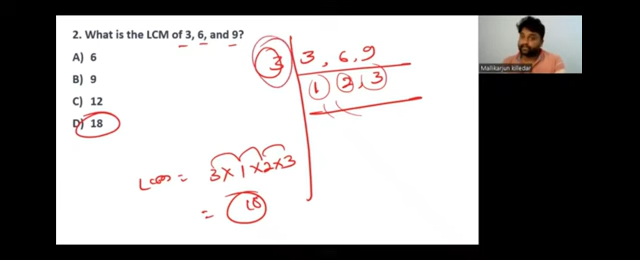 2. What is the LCM of 3, 6, and 9?
A) 6
B) 9
C) 12
D) 18
3 3, 6, 9
1 2, 3
LCM = 3 × 1 × 2 × 3
= 18
Mallikarjun killedar